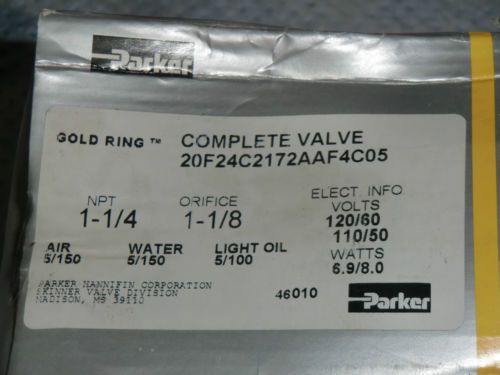 Parker
GOLD RING ™ COMPLETE VALVE
20F24C2172AAF4C05
NPT ORIFICE ELECT. INFO
1-1/4 1-1/8 VOLTS
120/60
110/50
AIR WATER LIGHT OIL WATTS
5/150 5/150 5/100 6.9/8.0
PARKER HANNIFIN CORPORATION
SKINNER VALVE DIVISION
MADISON, MS 39110
46010 Parker